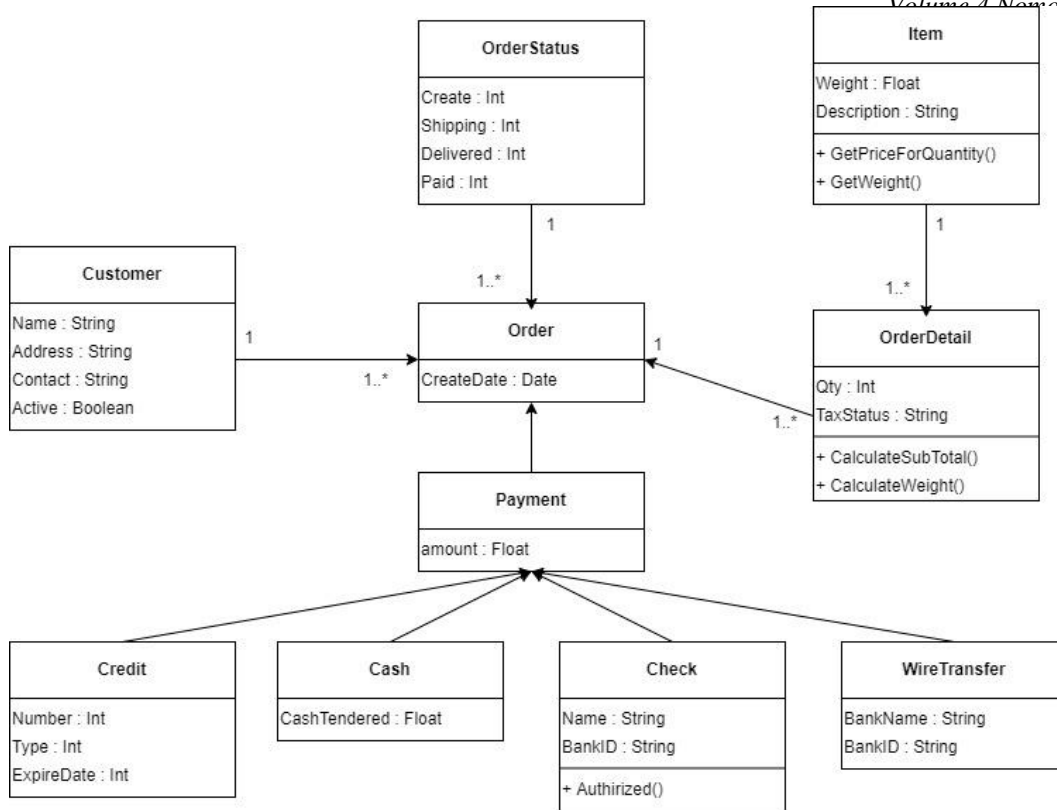 Volume 4 Nomo
OrderStatus
Create : Int
Shipping : Int
Delivered : Int
Paid : Int
1
1..*
Item
Weight : Float
Description : String
+ GetPriceForQuantity()
+ GetWeight()
1
1..*
Customer
Name : String
Address : String
Contact : String
Active : Boolean
1
1..*
Order
CreateDate : Date
1
1..*
OrderDetail
Qty : Int
TaxStatus : String
+ CalculateSubTotal()
+ CalculateWeight()
Payment
amount : Float
Credit
Number : Int
Type : Int
ExpireDate : Int
Cash
CashTendered : Float
Check
Name : String
BankID : String
+ Authirized()
WireTransfer
BankName : String
BankID : String